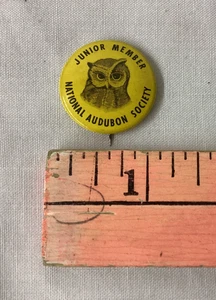 JUNIOR MEMBER
NATIONAL AUDUBON SOCIETY
1